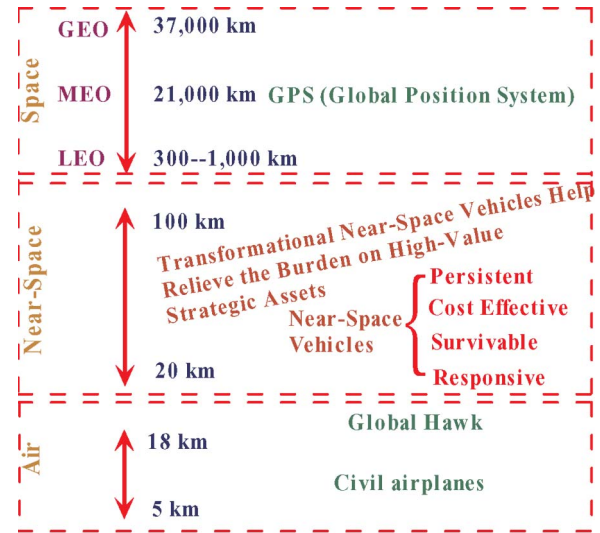 Space
GEO 37,000 km
MEO 21,000 km GPS (Global Position System)
LEO 300--1,000 km
Near-Space
100 km
Transformational Near-Space Vehicles Help
Relieve the Burden on High-Value
Strategic Assets
Near-Space
Vehicles
Persistent
Cost Effective
Survivable
Responsive
20 km
Air
Global Hawk
18 km
Civil airplanes
5 km